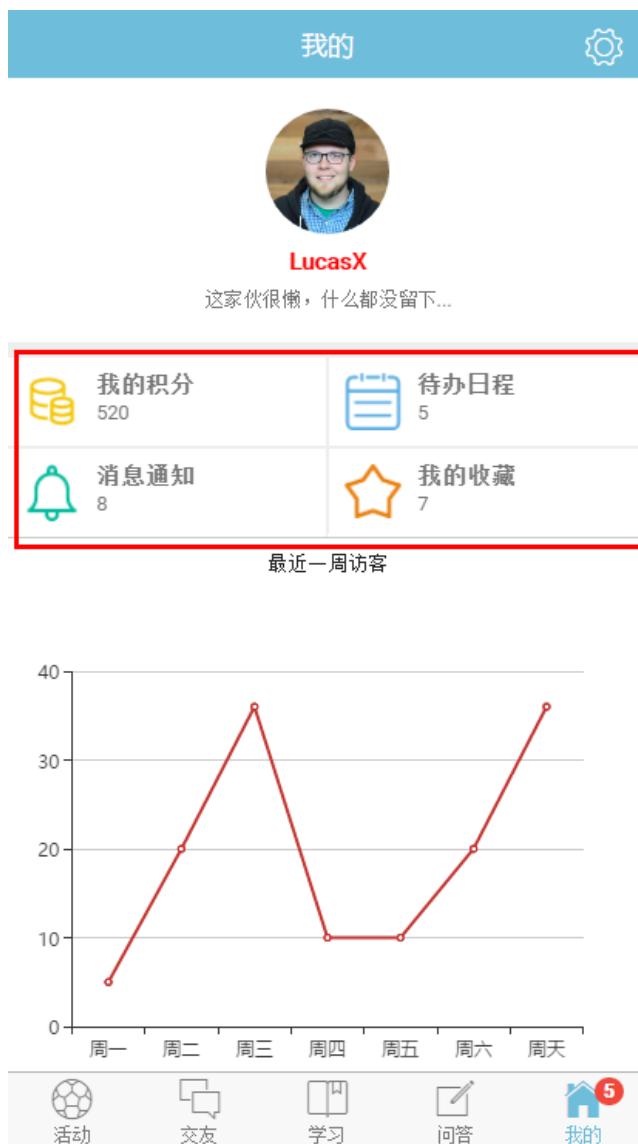 我的
LucasX
这家伙很懒，什么都没留下...
我的积分
520
待办日程
5
消息通知
8
我的收藏
7
最近一周访客
40
30
20
10
0
周一 周二 周三 周四 周五 周六 周天
5
活动 交友 学习 问答 我的